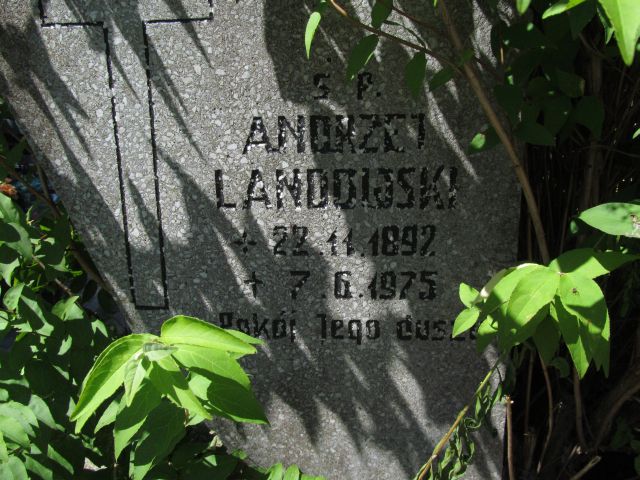 Ś P.
ANDRZEJ
LANDOWSKI
* 22.11.1892
+ 7.6.1975
Pokój Jego duszy